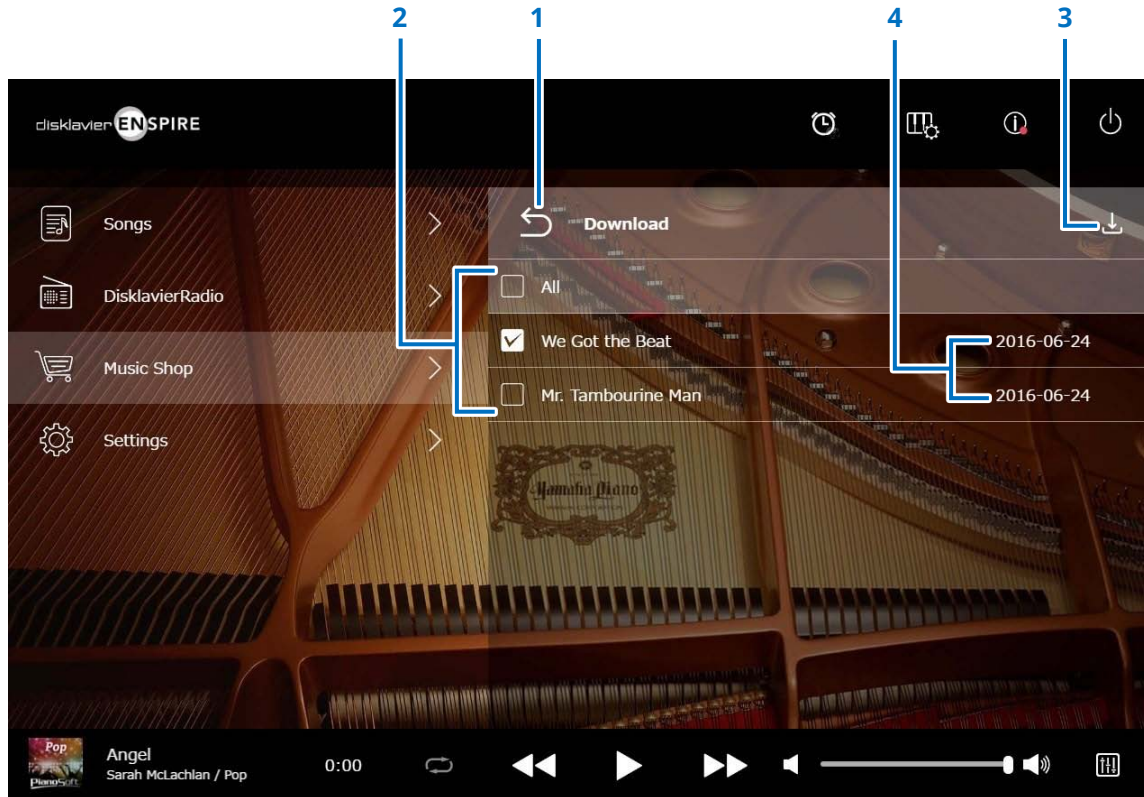 2 1 4 3
disklavier ENSPIRE
Songs
DisklavierRadio
Music Shop
Settings
Download
All
We Got the Beat 2016-06-24
Mr. Tambourine Man 2016-06-24
Yamaha Piano
Pop
PianoSoft
Angel
Sarah McLachlan / Pop
0:00